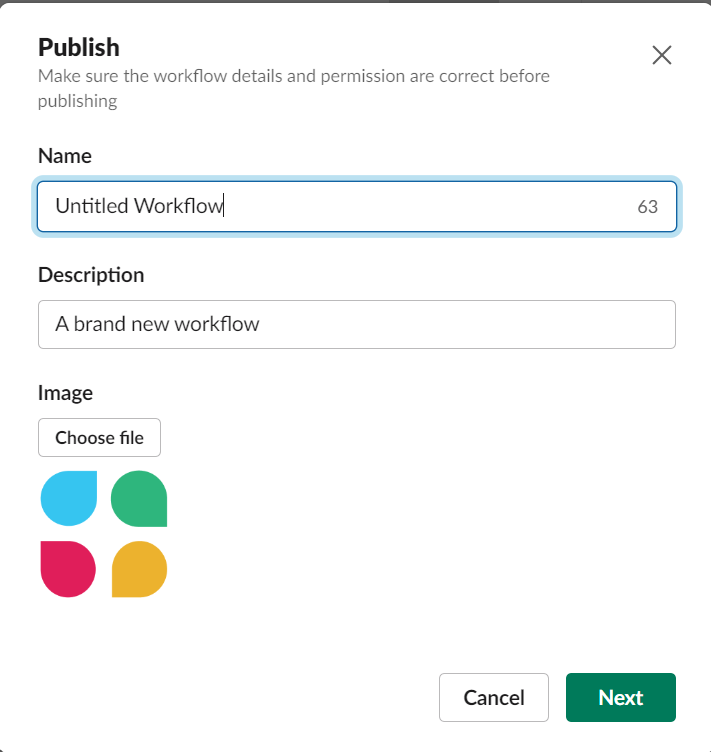 Publish
Make sure the workflow details and permission are correct before
publishing
Name
Untitled Workflow 63
Description
A brand new workflow
Image
Choose file
Cancel Next